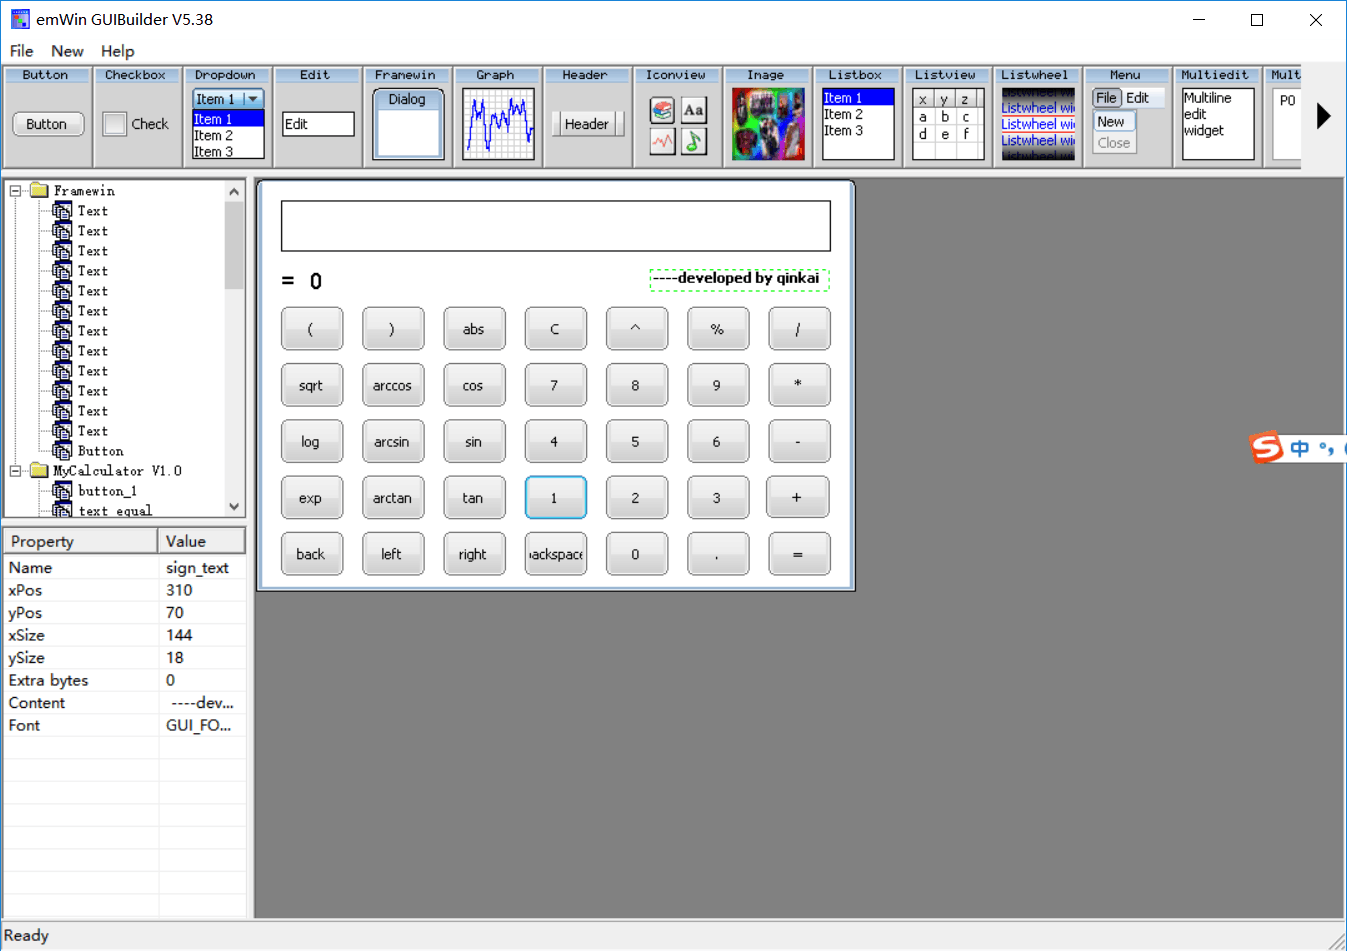 emWin GUIBuilder V5.38
File New Help
Button Checkbox Dropdown Edit Framewin Graph Header Iconview Image Listbox Listview Listwheel Menu Multiedit Mult
Button
Check
Item 1
Item 1
Item 2
Item 3
Edit
Dialog
Header
Aa
Item 1
Item 2
Item 3
x y z
a b c
d e f
Listwheel wi
Listwheel wi
Listwheel wi
File Edit
New
Close
Multiline
edit
widget
P0
Framewin
Text
Text
Text
Text
Text
Text
Text
Text
Text
Text
Text
Text
Button
MyCalculator V1.0
button_1
text_equal
= 0
----developed by qinkai
( ) abs C ^ % /
sqrt arccos cos 7 8 9 *
log arcsin sin 4 5 6 -
exp arctan tan 1 2 3 +
back left right ackspace 0 . =
Property Value
Name sign_text
xPos 310
yPos 70
xSize 144
ySize 18
Extra bytes 0
Content ----dev...
Font GUI_FO...
S 中 °,
Ready